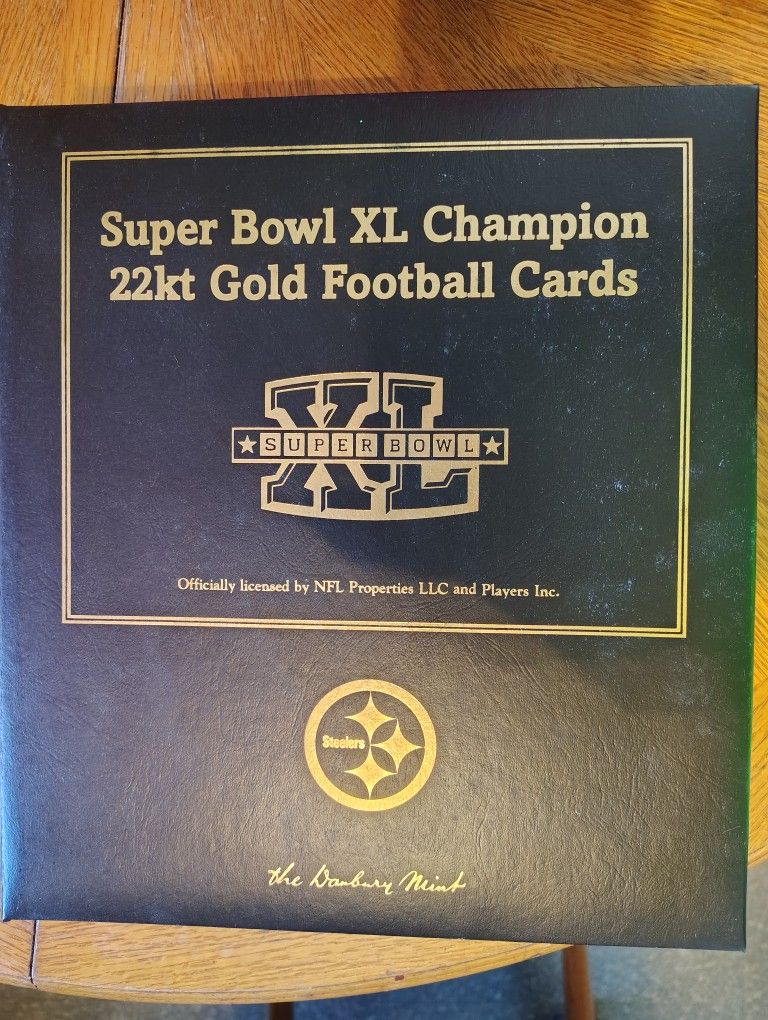 Super Bowl XL Champion
22kt Gold Football Cards
XL
SUPER BOWL
Officially licensed by NFL Properties LLC and Players Inc.
Steelers
the Danbury Mint